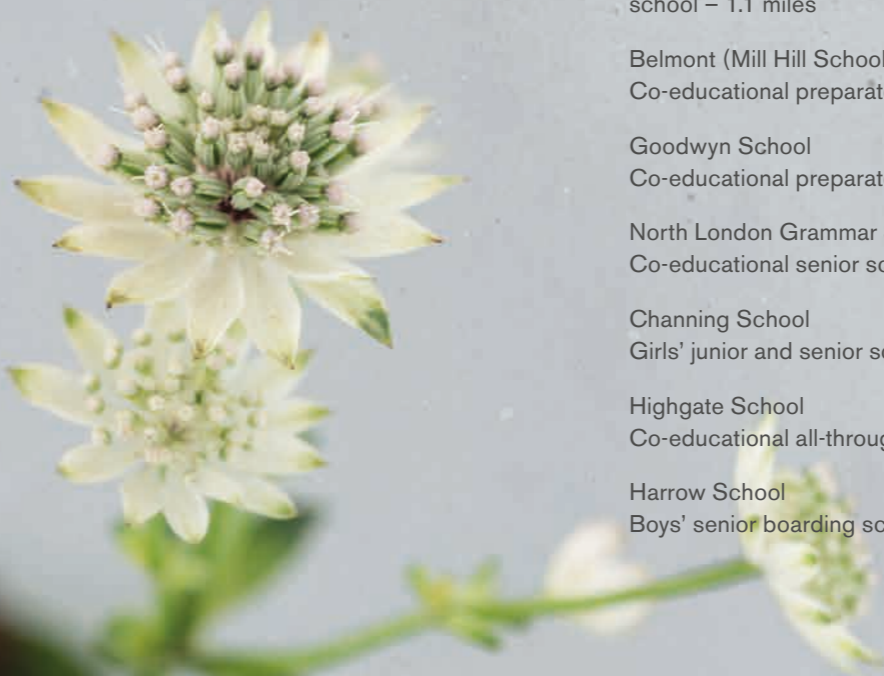 school – 1.1 miles
Belmont (Mill Hill School
Co-educational preparat
Goodwyn School
Co-educational preparat
North London Grammar
Co-educational senior sc
Channing School
Girls' junior and senior s
Highgate School
Co-educational all-throug
Harrow School
Boys' senior boarding sc